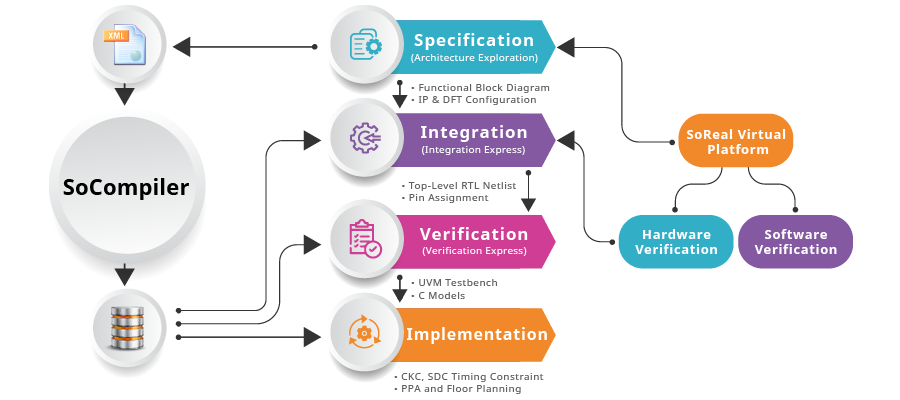 XML
SoCompiler
Specification
(Architecture Exploration)
• Functional Block Diagram
• IP & DFT Configuration
Integration
(Integration Express)
• Top-Level RTL Netlist
• Pin Assignment
Verification
(Verification Express)
• UVM Testbench
• C Models
Implementation
• CKC, SDC Timing Constraint
• PPA and Floor Planning
SoReal Virtual
Platform
Hardware
Verification
Software
Verification